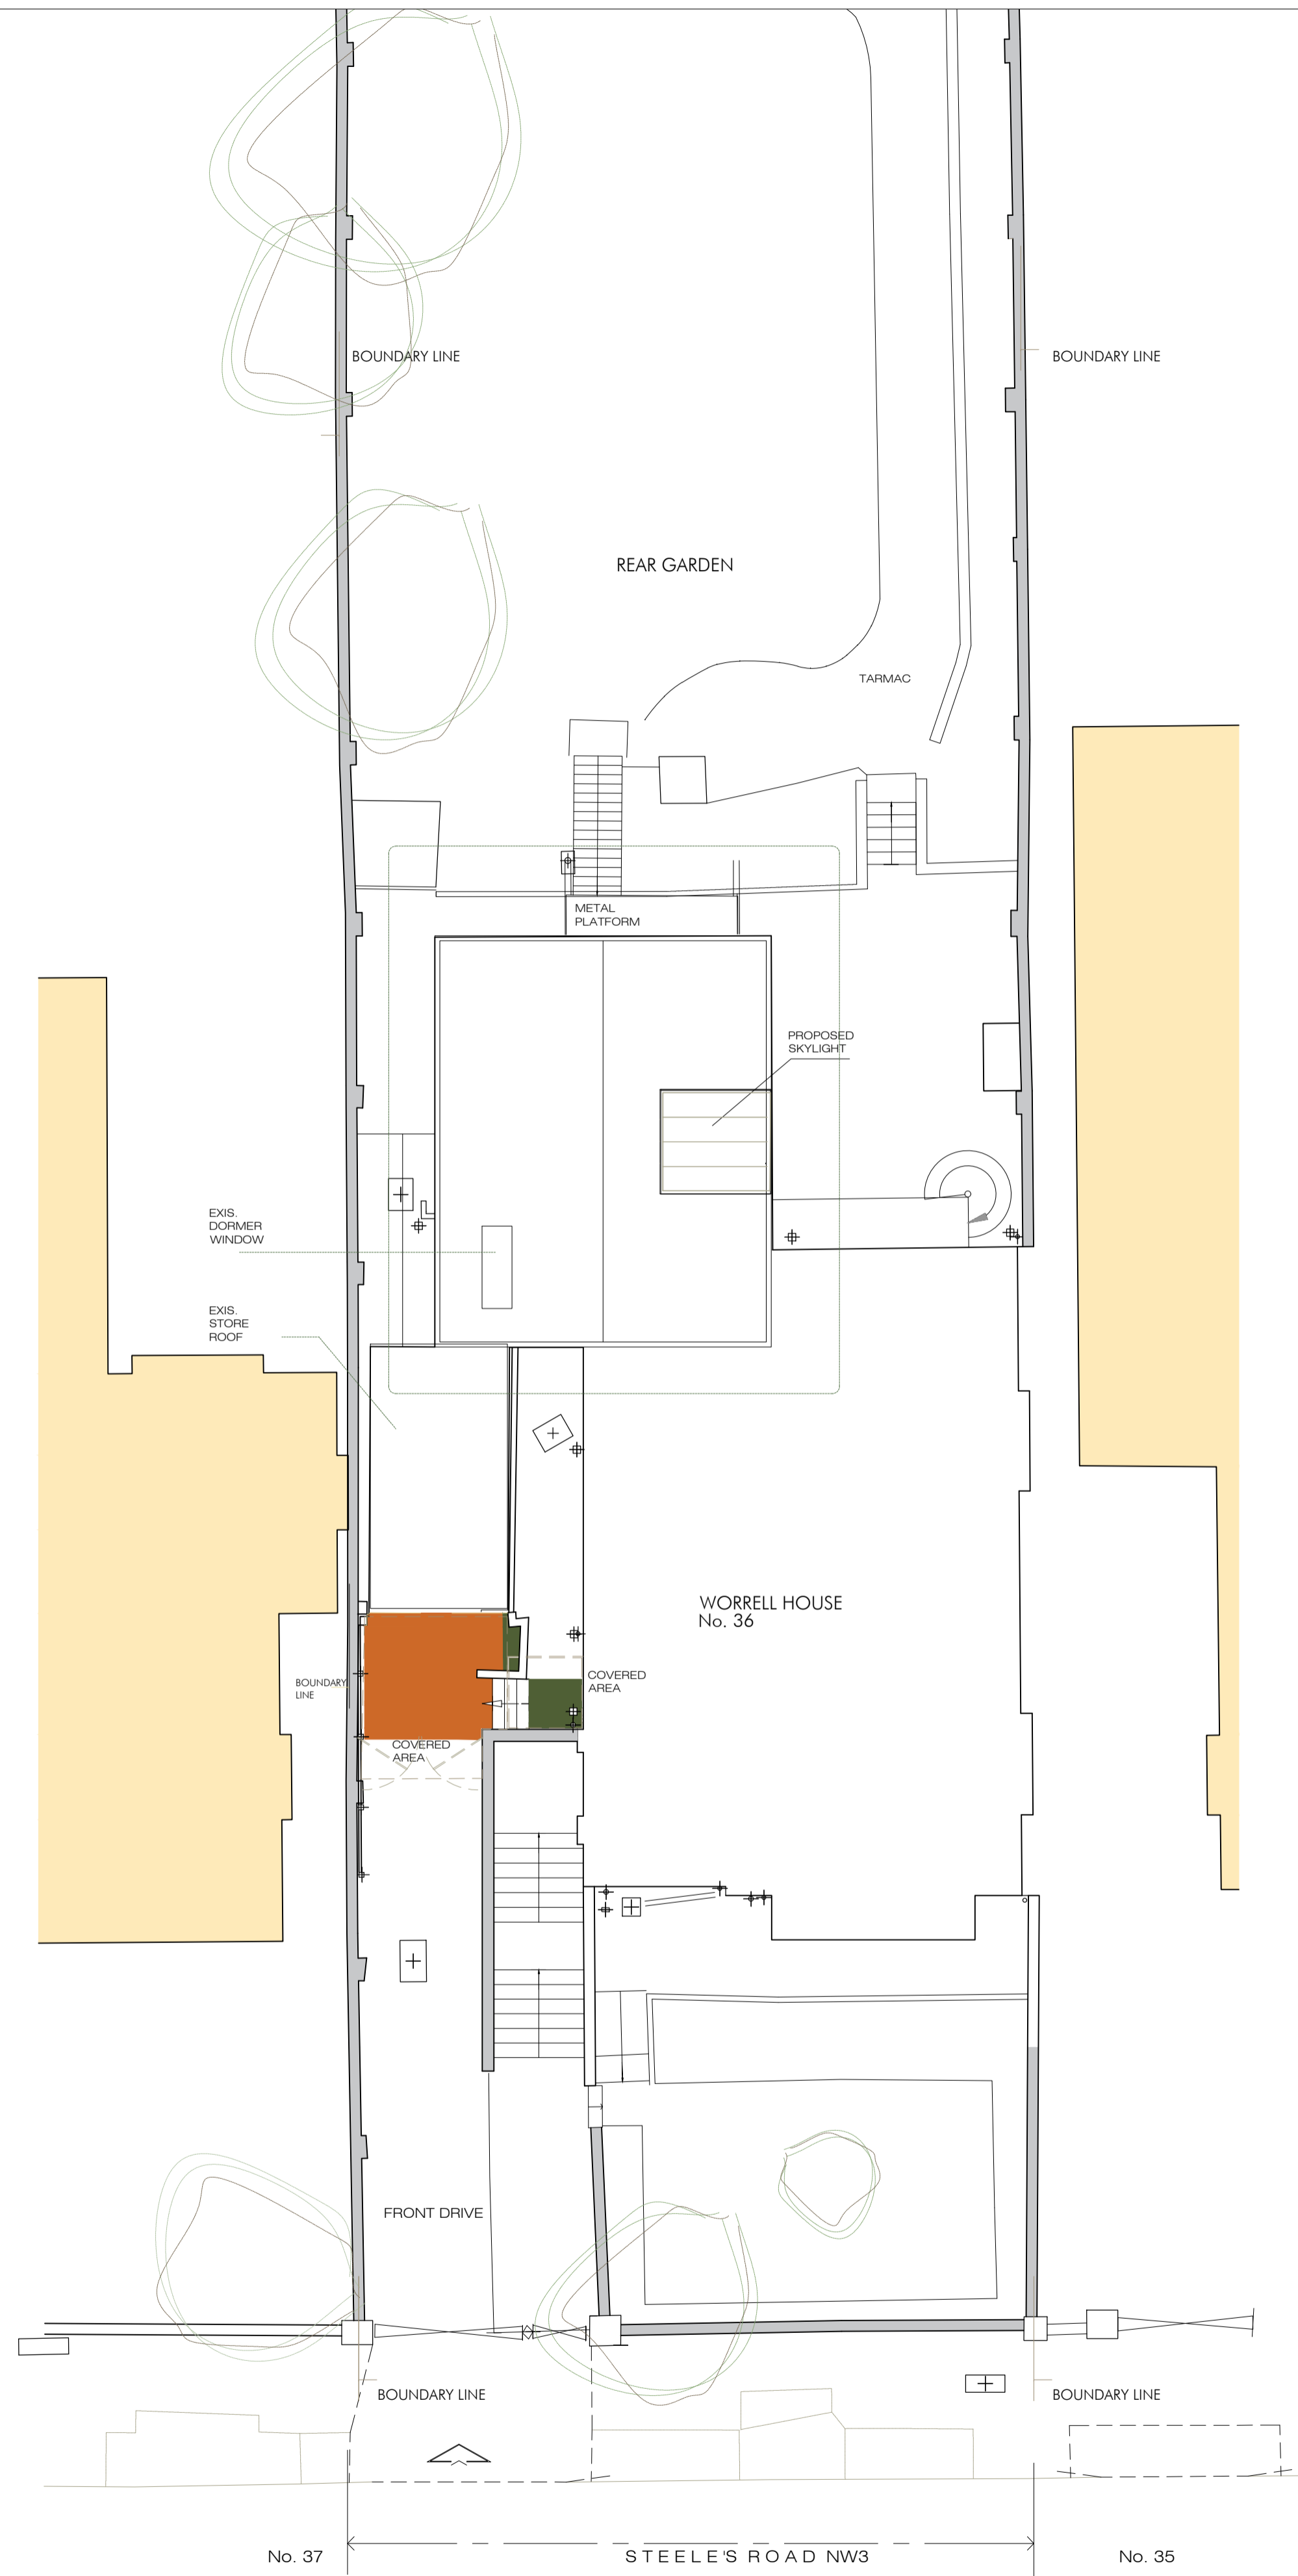 BOUNDARY LINE
BOUNDARY LINE
REAR GARDEN
TARMAC
METAL
PLATFORM
PROPOSED
SKYLIGHT
EXIS.
DORMER
WINDOW
EXIS.
STORE
ROOF
WORRELL HOUSE
No. 36
COVERED
AREA
BOUNDARY
LINE
COVERED
AREA
FRONT DRIVE
BOUNDARY LINE
BOUNDARY LINE
No. 37
STEELE'S ROAD NW3
No. 35